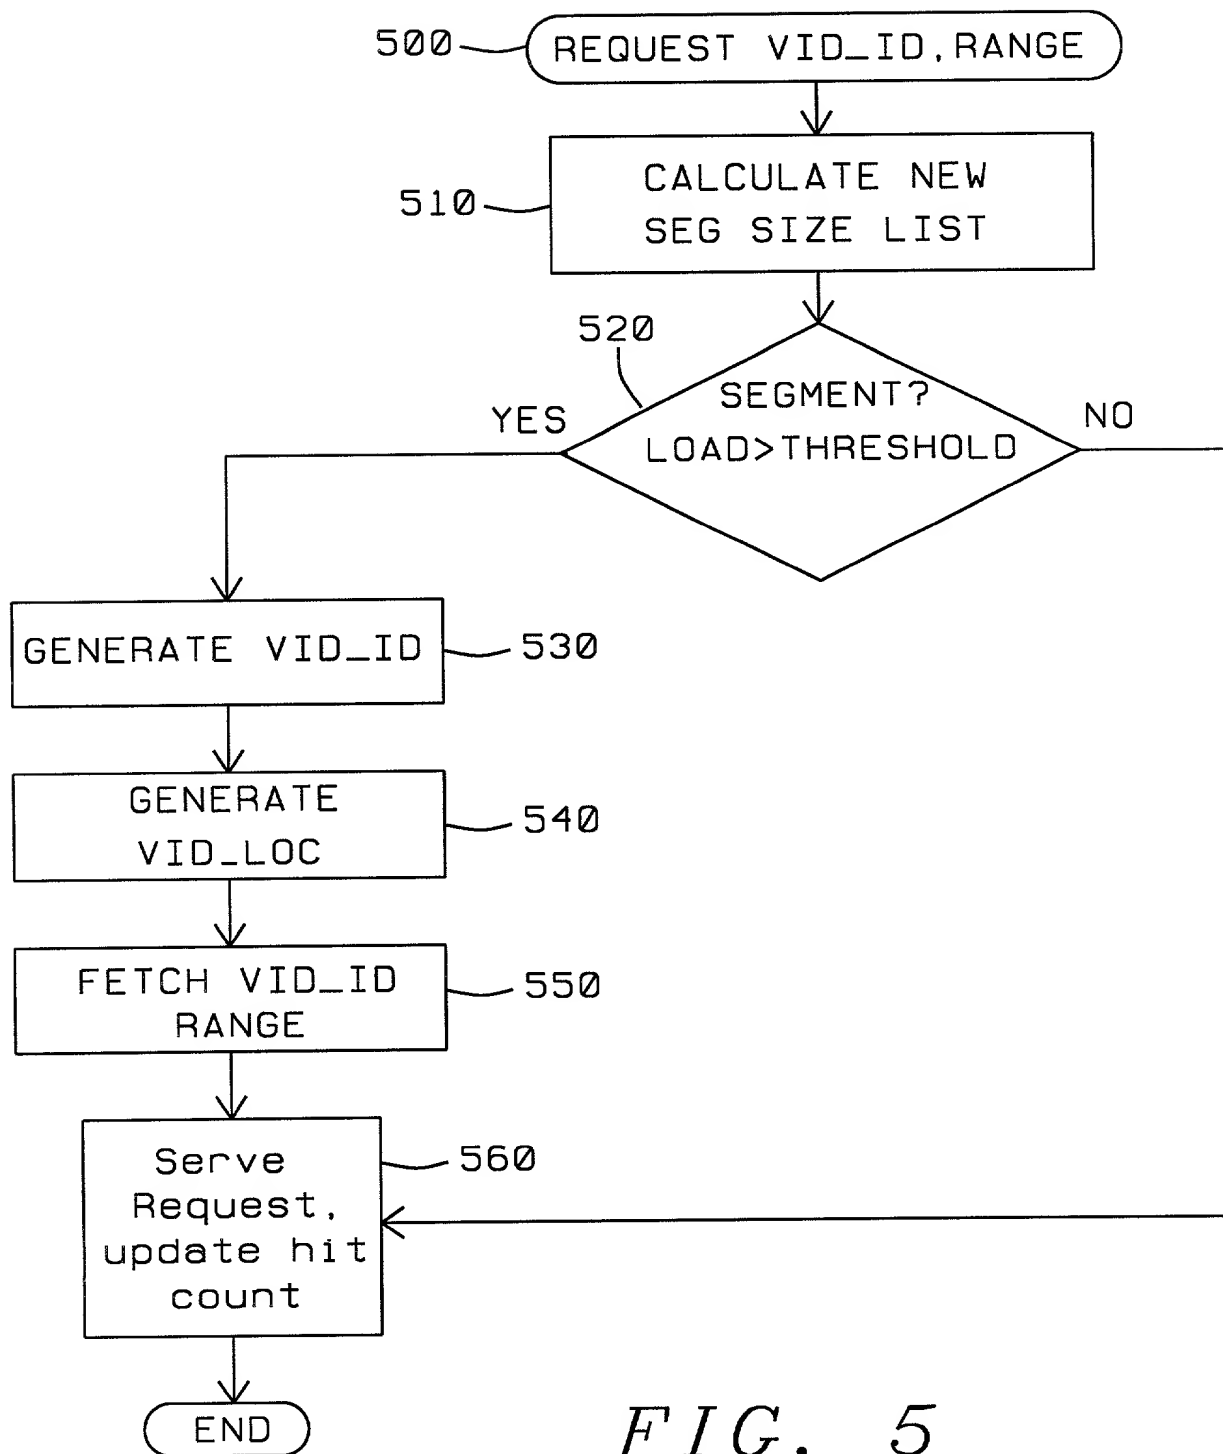 500
REQUEST VID_ID,RANGE
510
CALCULATE NEW
SEG SIZE LIST
520
SEGMENT?
LOAD>THRESHOLD
YES
NO
GENERATE VID_ID
530
GENERATE
VID_LOC
540
FETCH VID_ID
RANGE
550
Serve
Request,
update hit
count
560
END
FIG. 5